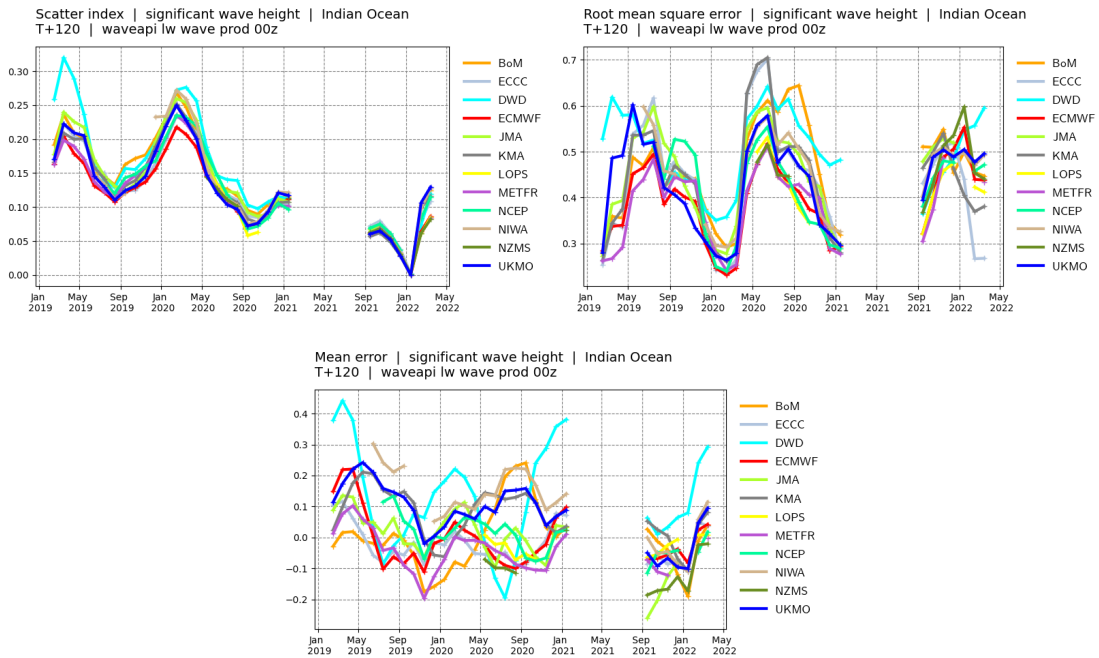 Scatter index  |  significant wave height  |  Indian Ocean
T+120  |  waveapi lw wave prod 00z
0.30
0.25
0.20
0.15
0.10
0.05
0.00
Jan May Sep Jan May Sep Jan May Sep Jan May
2019 2019 2019 2020 2020 2020 2021 2021 2021 2022 2022
BoM
ECCC
DWD
ECMWF
JMA
KMA
LOPS
METFR
NCEP
NIWA
NZMS
UKMO
Root mean square error  |  significant wave height  |  Indian Ocean
T+120  |  waveapi lw wave prod 00z
0.7
0.6
0.5
0.4
0.3
Jan May Sep Jan May Sep Jan May Sep Jan May
2019 2019 2019 2020 2020 2020 2021 2021 2021 2022 2022
BoM
ECCC
DWD
ECMWF
JMA
KMA
LOPS
METFR
NCEP
NIWA
NZMS
UKMO
Mean error  |  significant wave height  |  Indian Ocean
T+120  |  waveapi lw wave prod 00z
0.4
0.3
0.2
0.1
0.0
−0.1
−0.2
Jan May Sep Jan May Sep Jan May Sep Jan May
2019 2019 2019 2020 2020 2020 2021 2021 2021 2022 2022
BoM
ECCC
DWD
ECMWF
JMA
KMA
LOPS
METFR
NCEP
NIWA
NZMS
UKMO